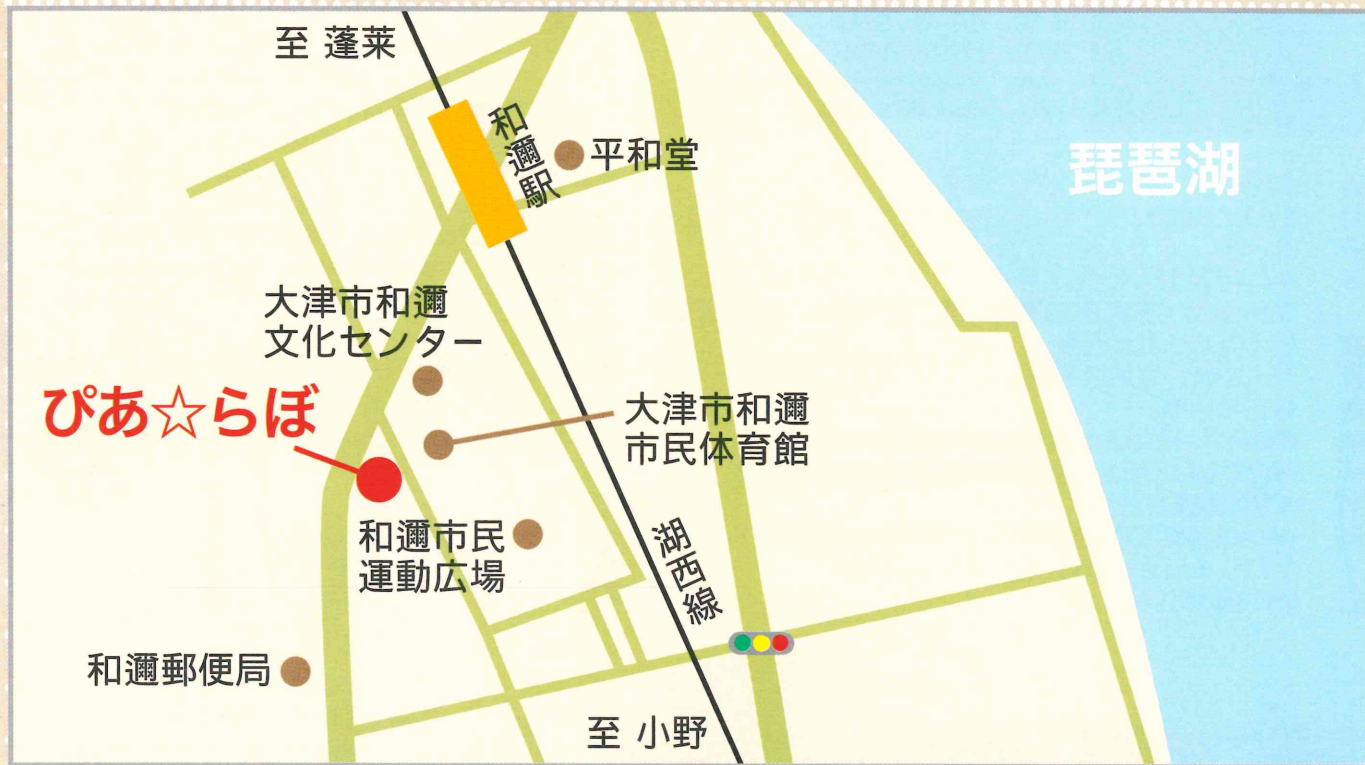 至 蓬莱
和邇駅
平和堂
琵琶湖
大津市和邇
文化センター
ぴあ☆らぼ
大津市和邇
市民体育館
和邇市民
運動広場
湖西線
和邇郵便局
至 小野